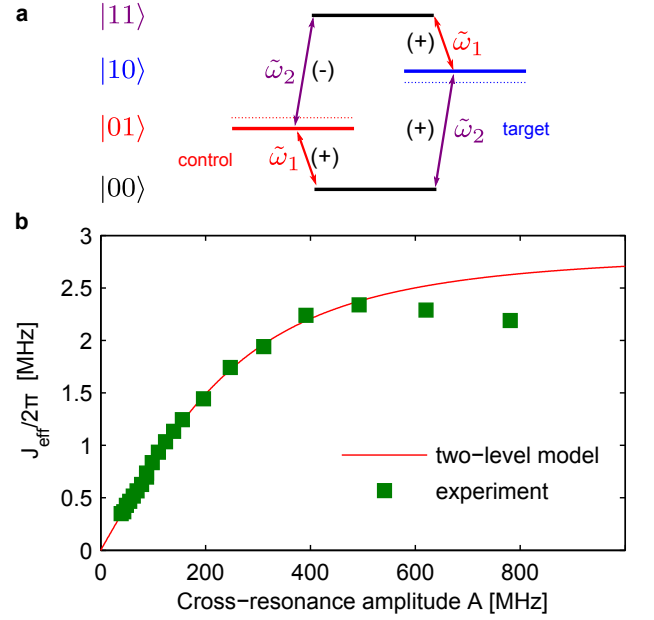 a
|11⟩
(+) ω̃₁
|10⟩
ω̃₂ (-)
|01⟩
(+) ω̃₂ target
control ω̃₁ (+)
|00⟩
b
3
2.5
2
1.5
1
0.5
0
J_eff/2π [MHz]
two−level model
experiment
0 200 400 600 800
Cross−resonance amplitude A [MHz]